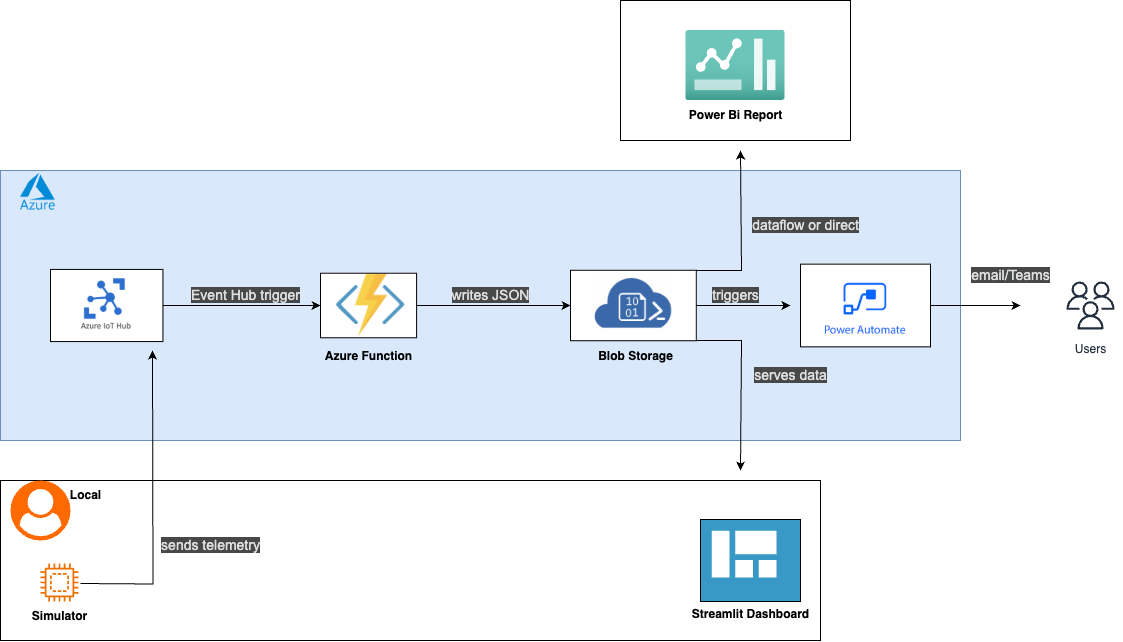 Power Bi Report
Azure
dataflow or direct
email/Teams
Event Hub trigger
writes JSON
triggers
10
01
Azure IoT Hub
Power Automate
Azure Function
Blob Storage
Users
serves data
Local
sends telemetry
Simulator
Streamlit Dashboard